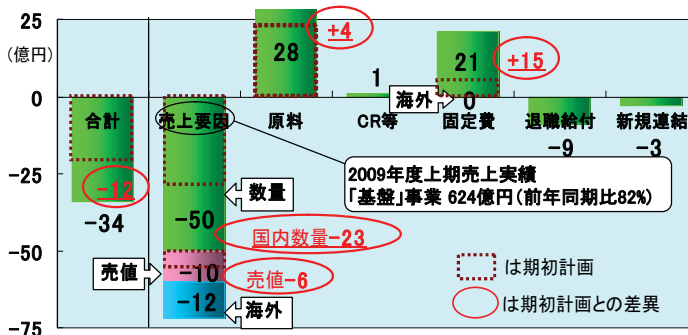 25
(億円)
0
-25
-50
-75
合計
-12
-34
売上要因
数量
-50
国内数量-23
売値
-10
売値-6
-12
海外
原料
28
+4
CR等
1
海外
固定費
21
0
+15
退職給付
-9
新規連結
-3
2009年度上期売上実績
「基盤」事業 624億円(前年同期比82%)
は期初計画
は期初計画との差異